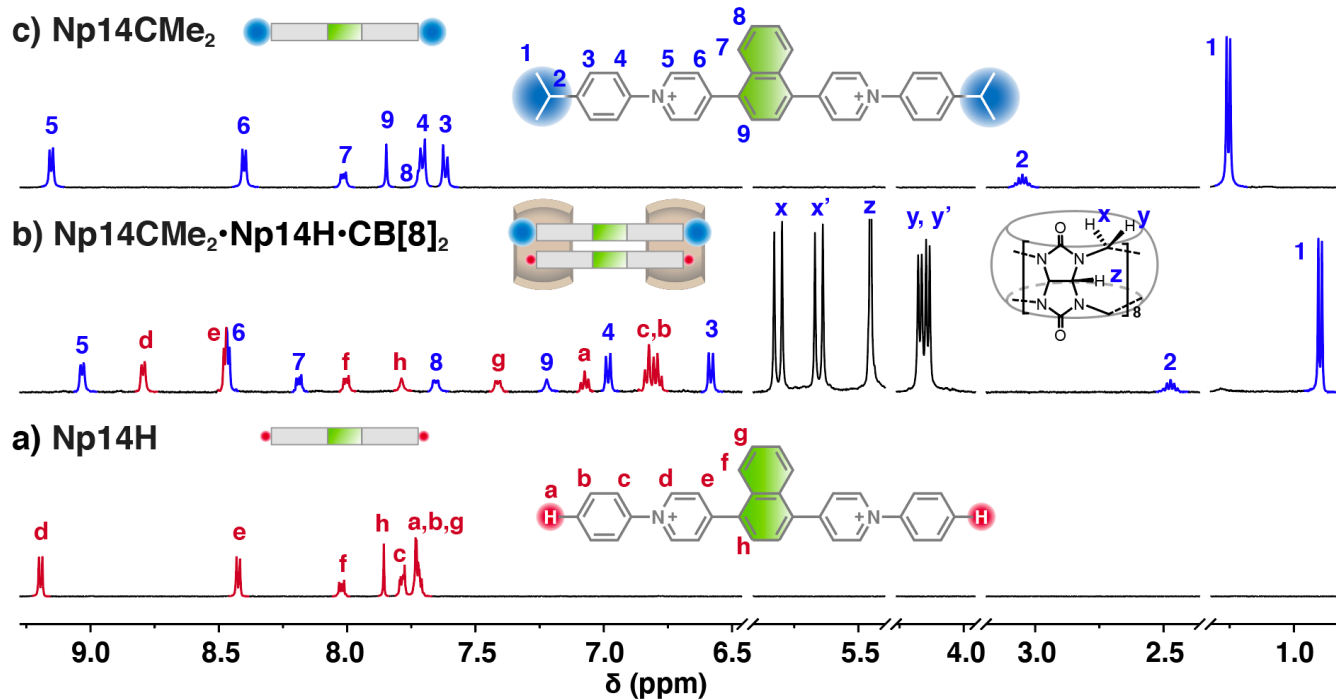 c) Np14CMe₂
1 2 3 4 5 6 7 8 9
N+ N+
5 6 7 9 8 4 3 2 1
b) Np14CMe₂•Np14H•CB[8]₂
x x' z y, y'
H x H y
O
N N
H z
N N
O
8
5 d e 6 7 f h 8 g 9 a 4 c,b 3 2 1
a) Np14H
a b c d e f g h
H N+ N+ H
d e f h c a,b,g
9.0 8.5 8.0 7.5 7.0 6.5 5.5 4.0 3.0 2.5 1.0
δ (ppm)